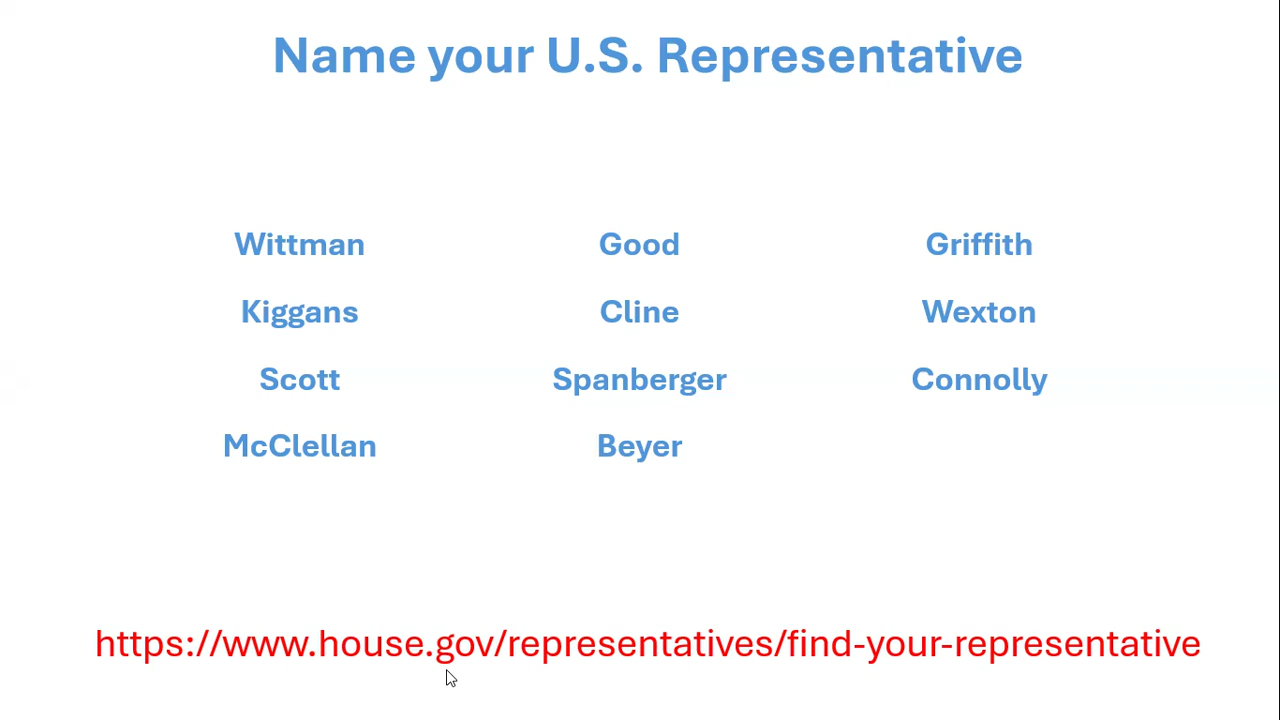 Name your U.S. Representative
Wittman Good Griffith
Kiggans Cline Wexton
Scott Spanberger Connolly
McClellan Beyer
https://www.house.gov/representatives/find-your-representative